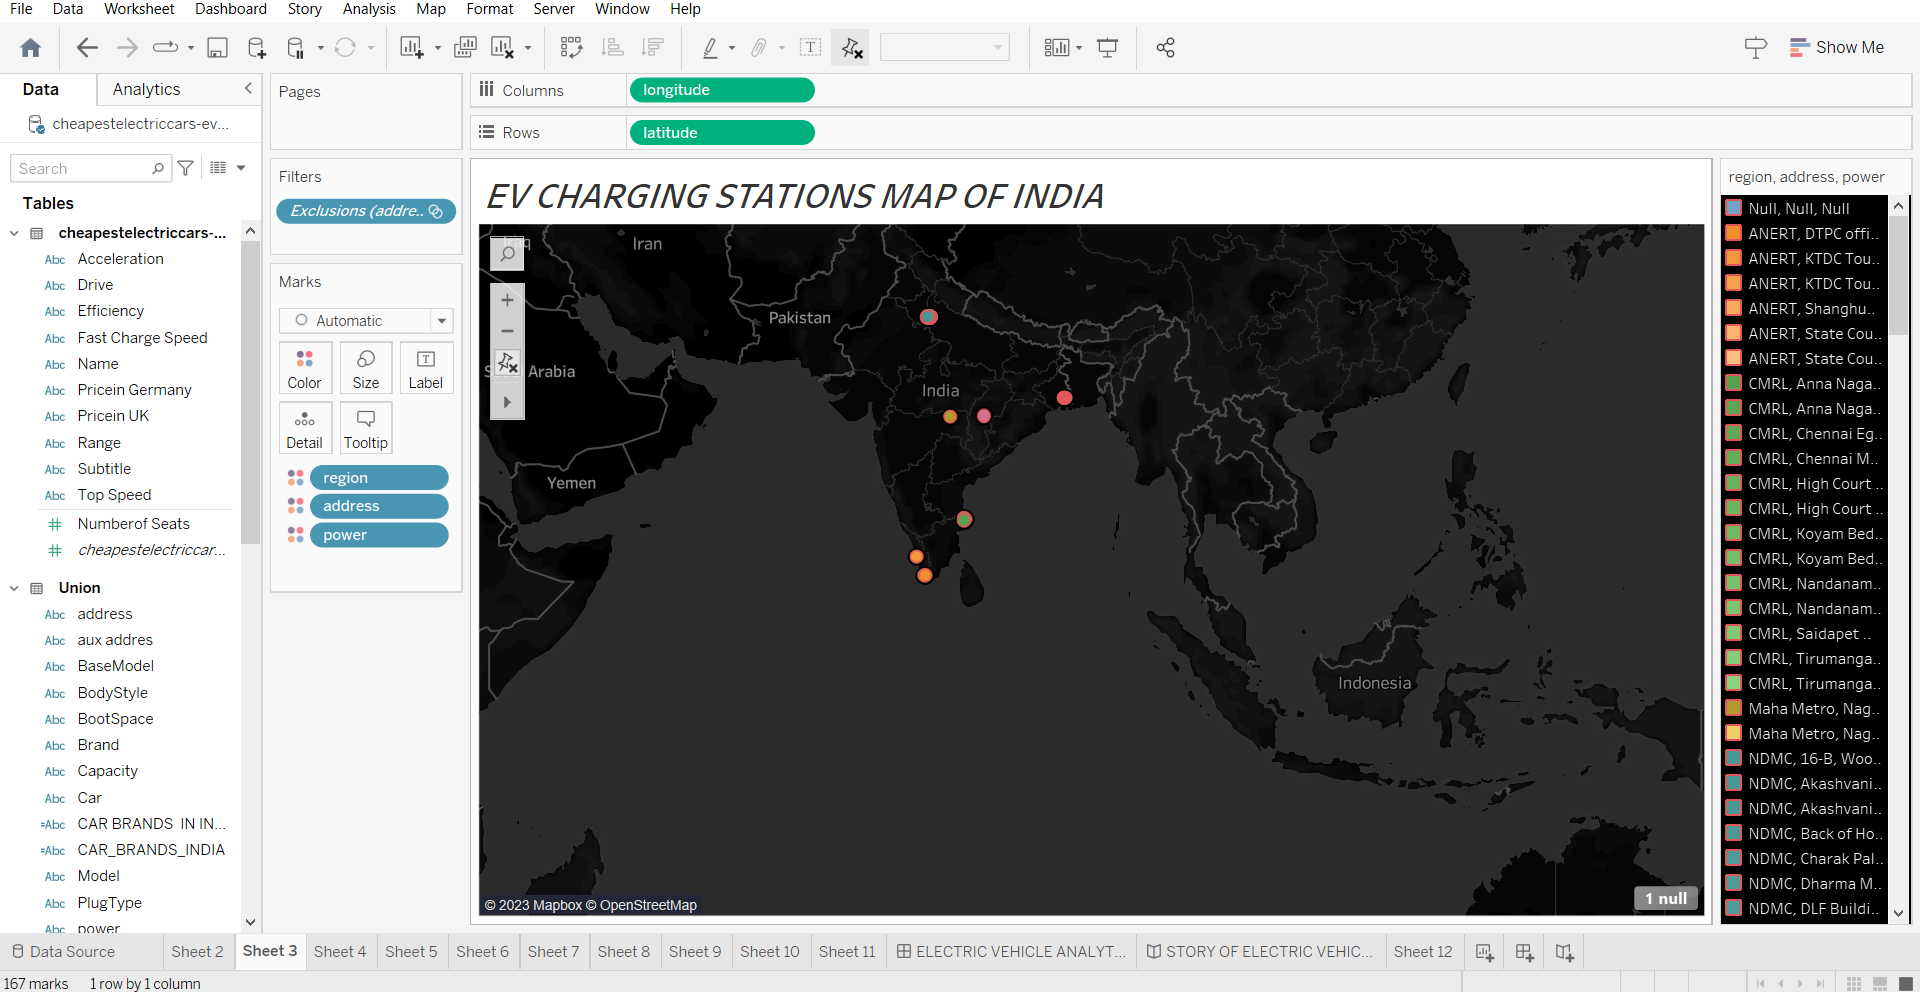 File Data Worksheet Dashboard Story Analysis Map Format Server Window Help
Show Me
Data Analytics
cheapestelectriccars-ev...
Search
Tables
cheapestelectriccars-...
Abc Acceleration
Abc Drive
Abc Efficiency
Abc Fast Charge Speed
Abc Name
Abc Pricein Germany
Abc Pricein UK
Abc Range
Abc Subtitle
Abc Top Speed
# Numberof Seats
# cheapestelectriccar...
Union
Abc address
Abc aux addres
Abc BaseModel
Abc BodyStyle
Abc BootSpace
Abc Brand
Abc Capacity
Abc Car
=Abc CAR BRANDS IN IN...
=Abc CAR_BRANDS_INDIA
Abc Model
Abc PlugType
Abc power
Pages
Filters
Exclusions (addre..
Marks
Automatic
Color Size Label
Detail Tooltip
region
address
power
Columns longitude
Rows latitude
EV CHARGING STATIONS MAP OF INDIA
Iraq
Iran
Pakistan
Arabia
India
Yemen
Indonesia
© 2023 Mapbox © OpenStreetMap
1 null
region, address, power
Null, Null, Null
ANERT, DTPC offi..
ANERT, KTDC Tou..
ANERT, KTDC Tou..
ANERT, Shanghu..
ANERT, State Cou..
ANERT, State Cou..
CMRL, Anna Naga..
CMRL, Anna Naga..
CMRL, Chennai Eg..
CMRL, Chennai M..
CMRL, High Court ..
CMRL, High Court ..
CMRL, Koyam Bed..
CMRL, Koyam Bed..
CMRL, Nandanam..
CMRL, Nandanam..
CMRL, Saidapet ..
CMRL, Tirumanga..
CMRL, Tirumanga..
Maha Metro, Nag..
Maha Metro, Nag..
NDMC, 16-B, Woo..
NDMC, Akashvani..
NDMC, Akashvani..
NDMC, Back of Ho..
NDMC, Charak Pal..
NDMC, Dharma M..
NDMC, DLF Buildi..
Data Source Sheet 2 Sheet 3 Sheet 4 Sheet 5 Sheet 6 Sheet 7 Sheet 8 Sheet 9 Sheet 10 Sheet 11 ELECTRIC VEHICLE ANALYT... STORY OF ELECTRIC VEHIC... Sheet 12
167 marks 1 row by 1 column